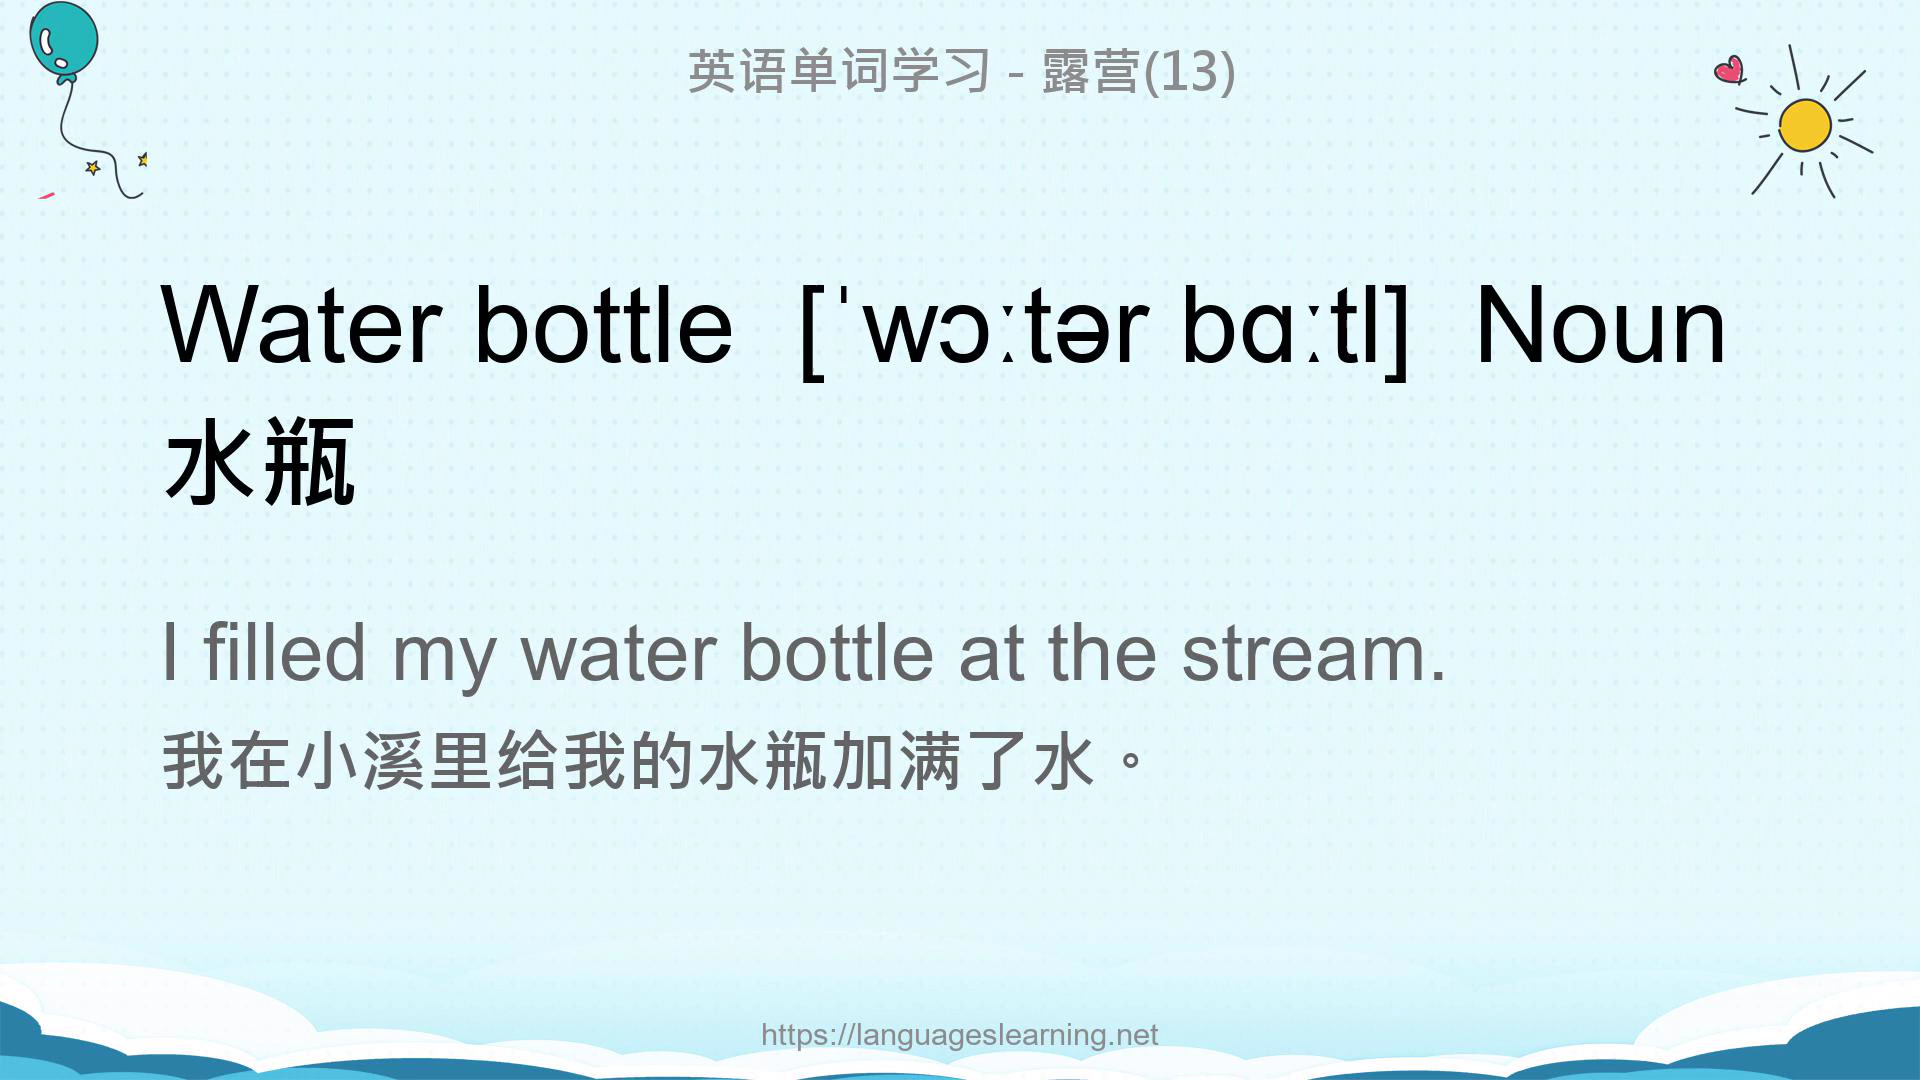 英语单词学习 - 露营(13)
Water bottle [ˈwɔːtər bɑːtl] Noun
水瓶
I filled my water bottle at the stream.
我在小溪里给我的水瓶加满了水。
https://languageslearning.net